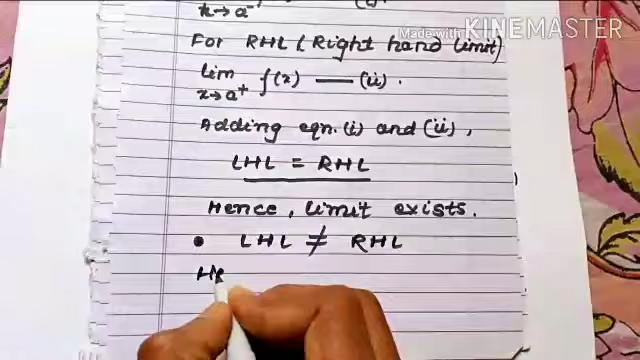 x→a⁻
Made with KINEMASTER
For RHL (Right hand limit)
lim f(x) — (ii).
x→a⁺
Adding eqn. (i) and (ii),
LHL = RHL
Hence, limit exists.
• LHL ≠ RHL
He